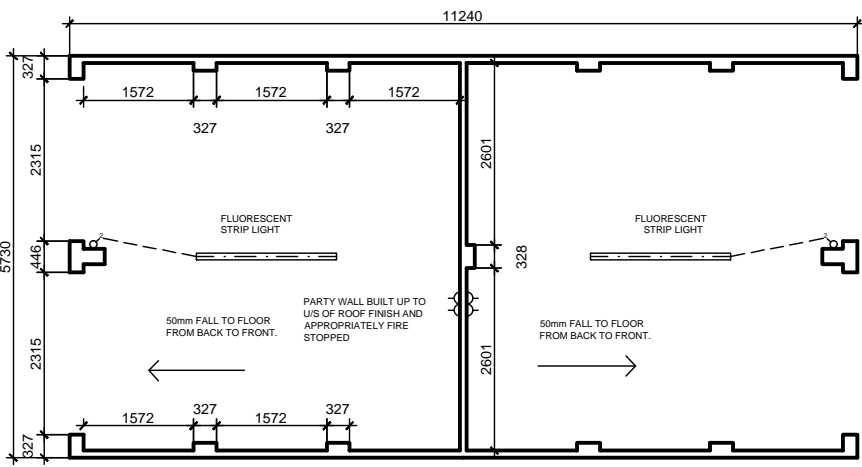 11240
327
1572 1572 1572
327 327
2315
2601
FLUORESCENT
STRIP LIGHT
FLUORESCENT
STRIP LIGHT
2
2
5730
446
328
PARTY WALL BUILT UP TO
U/S OF ROOF FINISH AND
APPROPRIATELY FIRE
STOPPED
50mm FALL TO FLOOR
FROM BACK TO FRONT.
50mm FALL TO FLOOR
FROM BACK TO FRONT.
2315
2601
1572 327 1572 327
327